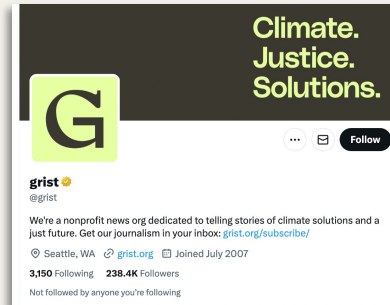 Climate.
Justice.
Solutions.
G
Follow
grist
@grist
We're a nonprofit news org dedicated to telling stories of climate solutions and a
just future. Get our journalism in your inbox: grist.org/subscribe/
Seattle, WA grist.org Joined July 2007
3,150 Following 238.4K Followers
Not followed by anyone you're following